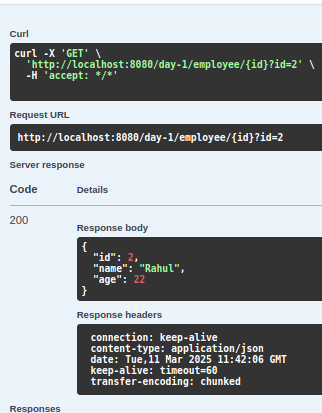 Curl
curl -X 'GET' \
'http://localhost:8080/day-1/employee/{id}?id=2' \
-H 'accept: */*'
Request URL
http://localhost:8080/day-1/employee/{id}?id=2
Server response
Code Details
200
Response body
{
"id": 2,
"name": "Rahul",
"age": 22
}
Response headers
connection: keep-alive
content-type: application/json
date: Tue,11 Mar 2025 11:42:06 GMT
keep-alive: timeout=60
transfer-encoding: chunked
Responses